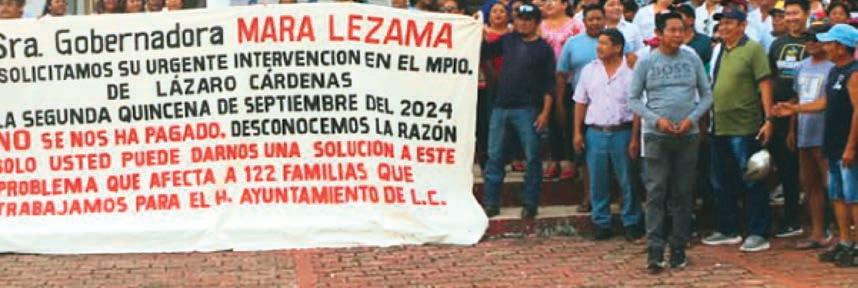 Sra. Gobernadora MARA LEZAMA
SOLICITAMOS SU URGENTE INTERVENCION EN EL MPIO.
DE LÁZARO CÁRDENAS
LA SEGUNDA QUINCENA DE SEPTIEMBRE DEL 2024
NO SE NOS HA PAGADO. DESCONOCEMOS LA RAZÓN
SOLO USTED PUEDE DARNOS UNA SOLUCIÓN A ESTE
PROBLEMA QUE AFECTA A 122 FAMILIAS QUE
TRABAJAMOS PARA EL H. AYUNTAMIENTO DE L.C.
BOSS